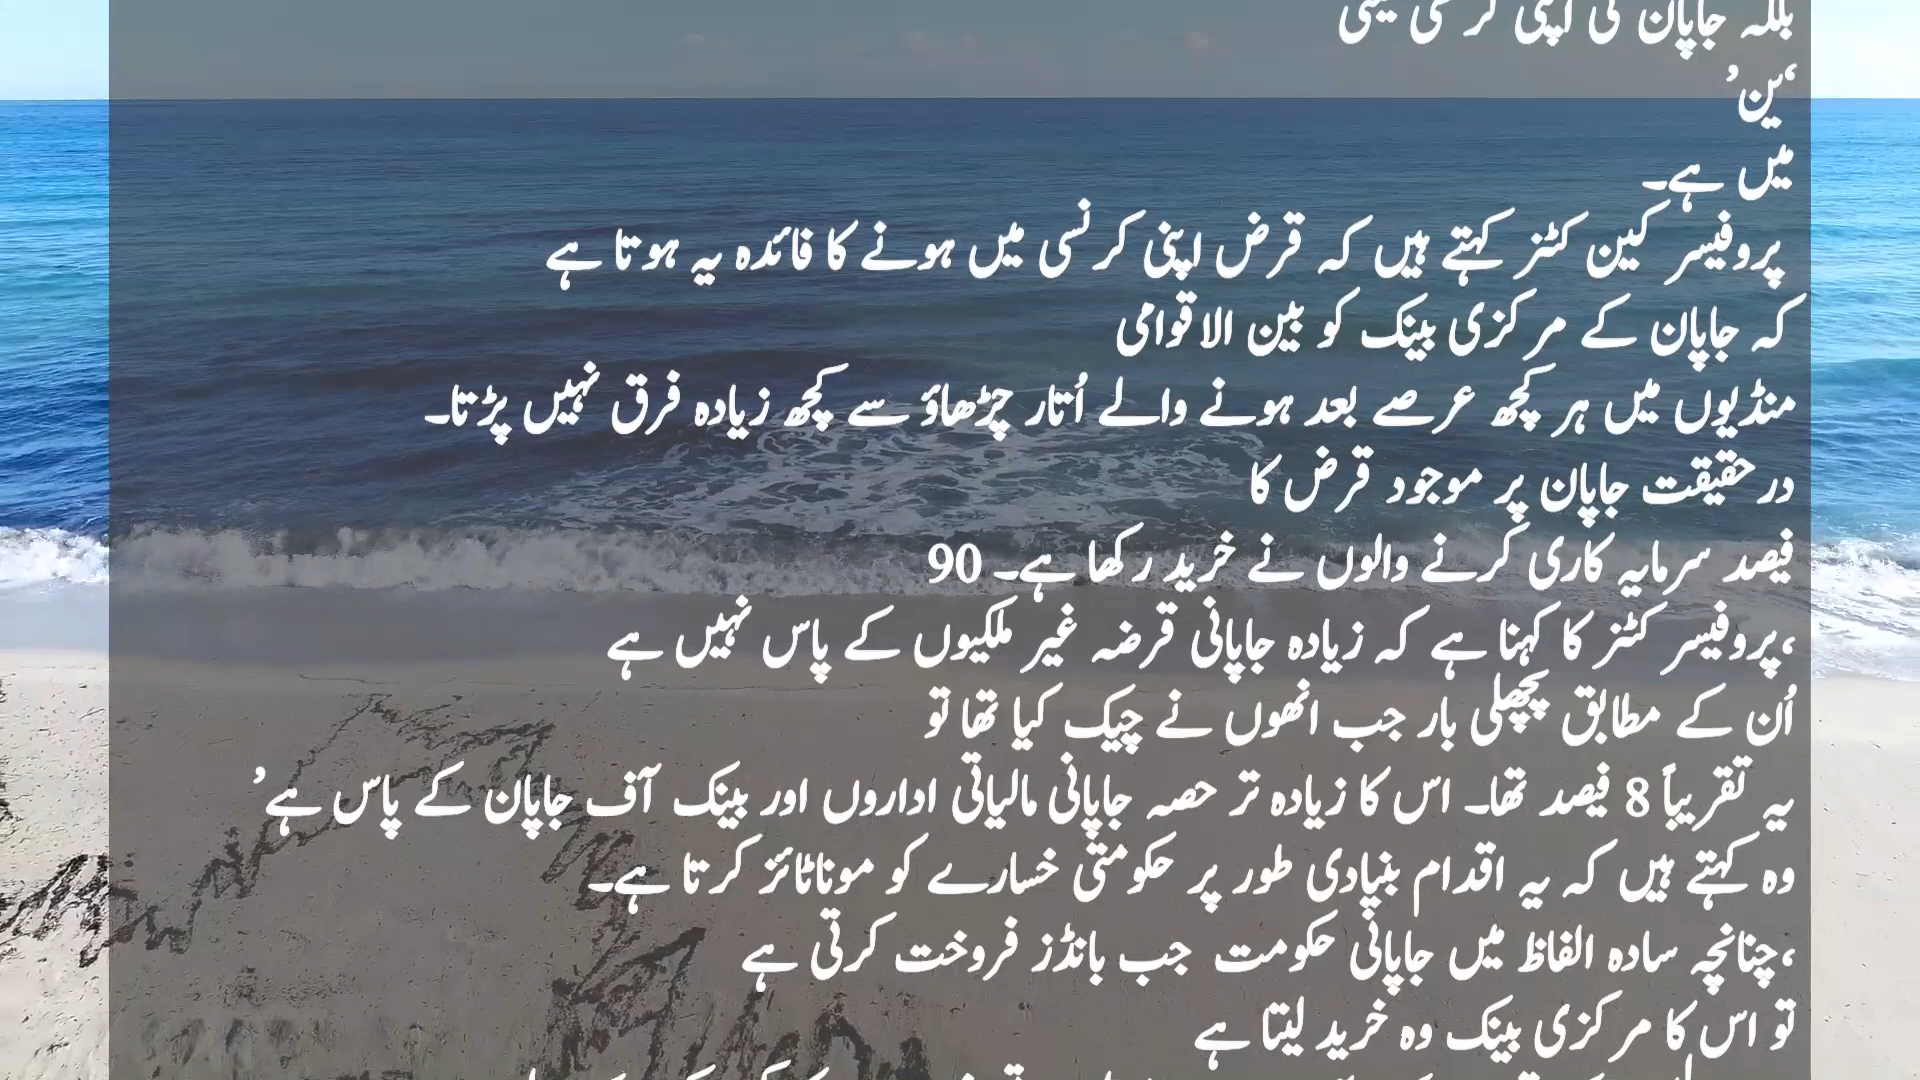 بلکہ جاپان کی اپنی کرنسی یعنی
‘ین’
میں ہے۔
پروفیسر کین کٹنر کہتے ہیں کہ قرض اپنی کرنسی میں ہونے کا فائدہ یہ ہوتا ہے
کہ جاپان کے مرکزی بینک کو بین الاقوامی
منڈیوں میں ہر کچھ عرصے بعد ہونے والے اُتار چڑھاؤ سے کچھ زیادہ فرق نہیں پڑتا۔
درحقیقت جاپان پر موجود قرض کا
فیصد سرمایہ کاری کرنے والوں نے خرید رکھا ہے۔ 90
،پروفیسر کٹنر کا کہنا ہے کہ زیادہ جاپانی قرضہ غیر ملکیوں کے پاس نہیں ہے
اُن کے مطابق پچھلی بار جب انھوں نے چیک کیا تھا تو
یہ تقریباً 8 فیصد تھا۔ اس کا زیادہ تر حصہ جاپانی مالیاتی اداروں اور بینک آف جاپان کے پاس ہے’
وہ کہتے ہیں کہ یہ اقدام بنیادی طور پر حکومتی خسارے کو موناٹائز کرتا ہے۔
،چنانچہ سادہ الفاظ میں جاپانی حکومت جب بانڈز فروخت کرتی ہے
تو اس کا مرکزی بینک وہ خرید لیتا ہے